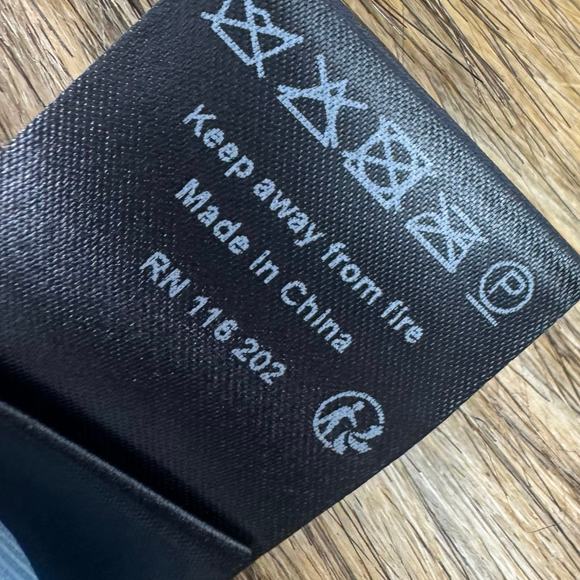 P
Keep away from fire
Made in China
RN 116 202